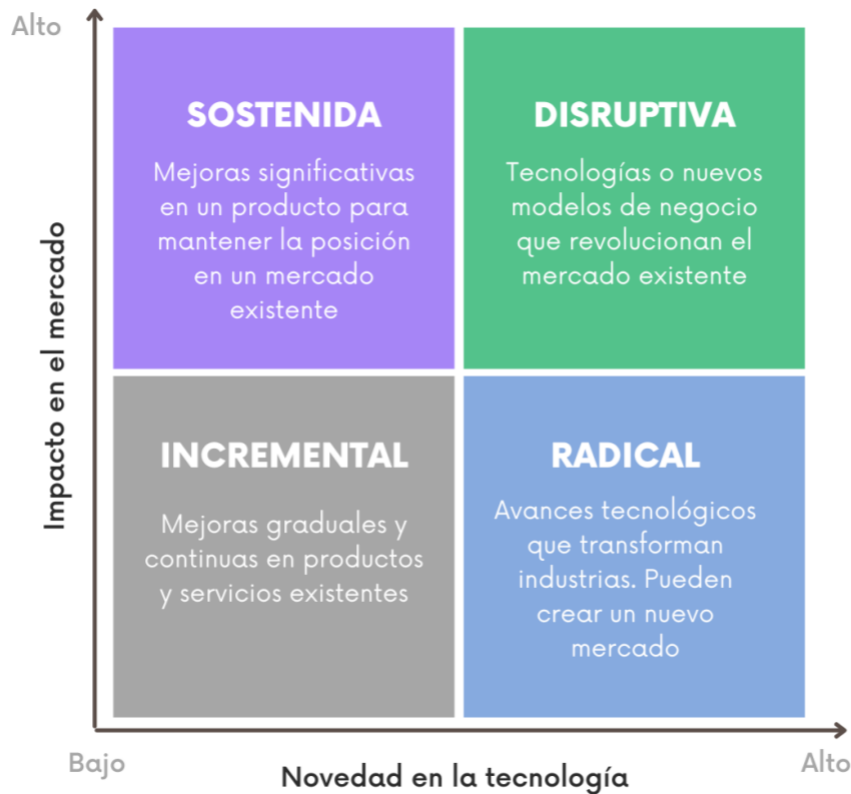 Alto
SOSTENIDA
Mejoras significativas
en un producto para
mantener la posición
en un mercado
existente
DISRUPTIVA
Tecnologías o nuevos
modelos de negocio
que revolucionan el
mercado existente
Impacto en el mercado
INCREMENTAL
Mejoras graduales y
continuas en productos
y servicios existentes
RADICAL
Avances tecnológicos
que transforman
industrias. Pueden
crear un nuevo
mercado
Bajo
Novedad en la tecnología
Alto